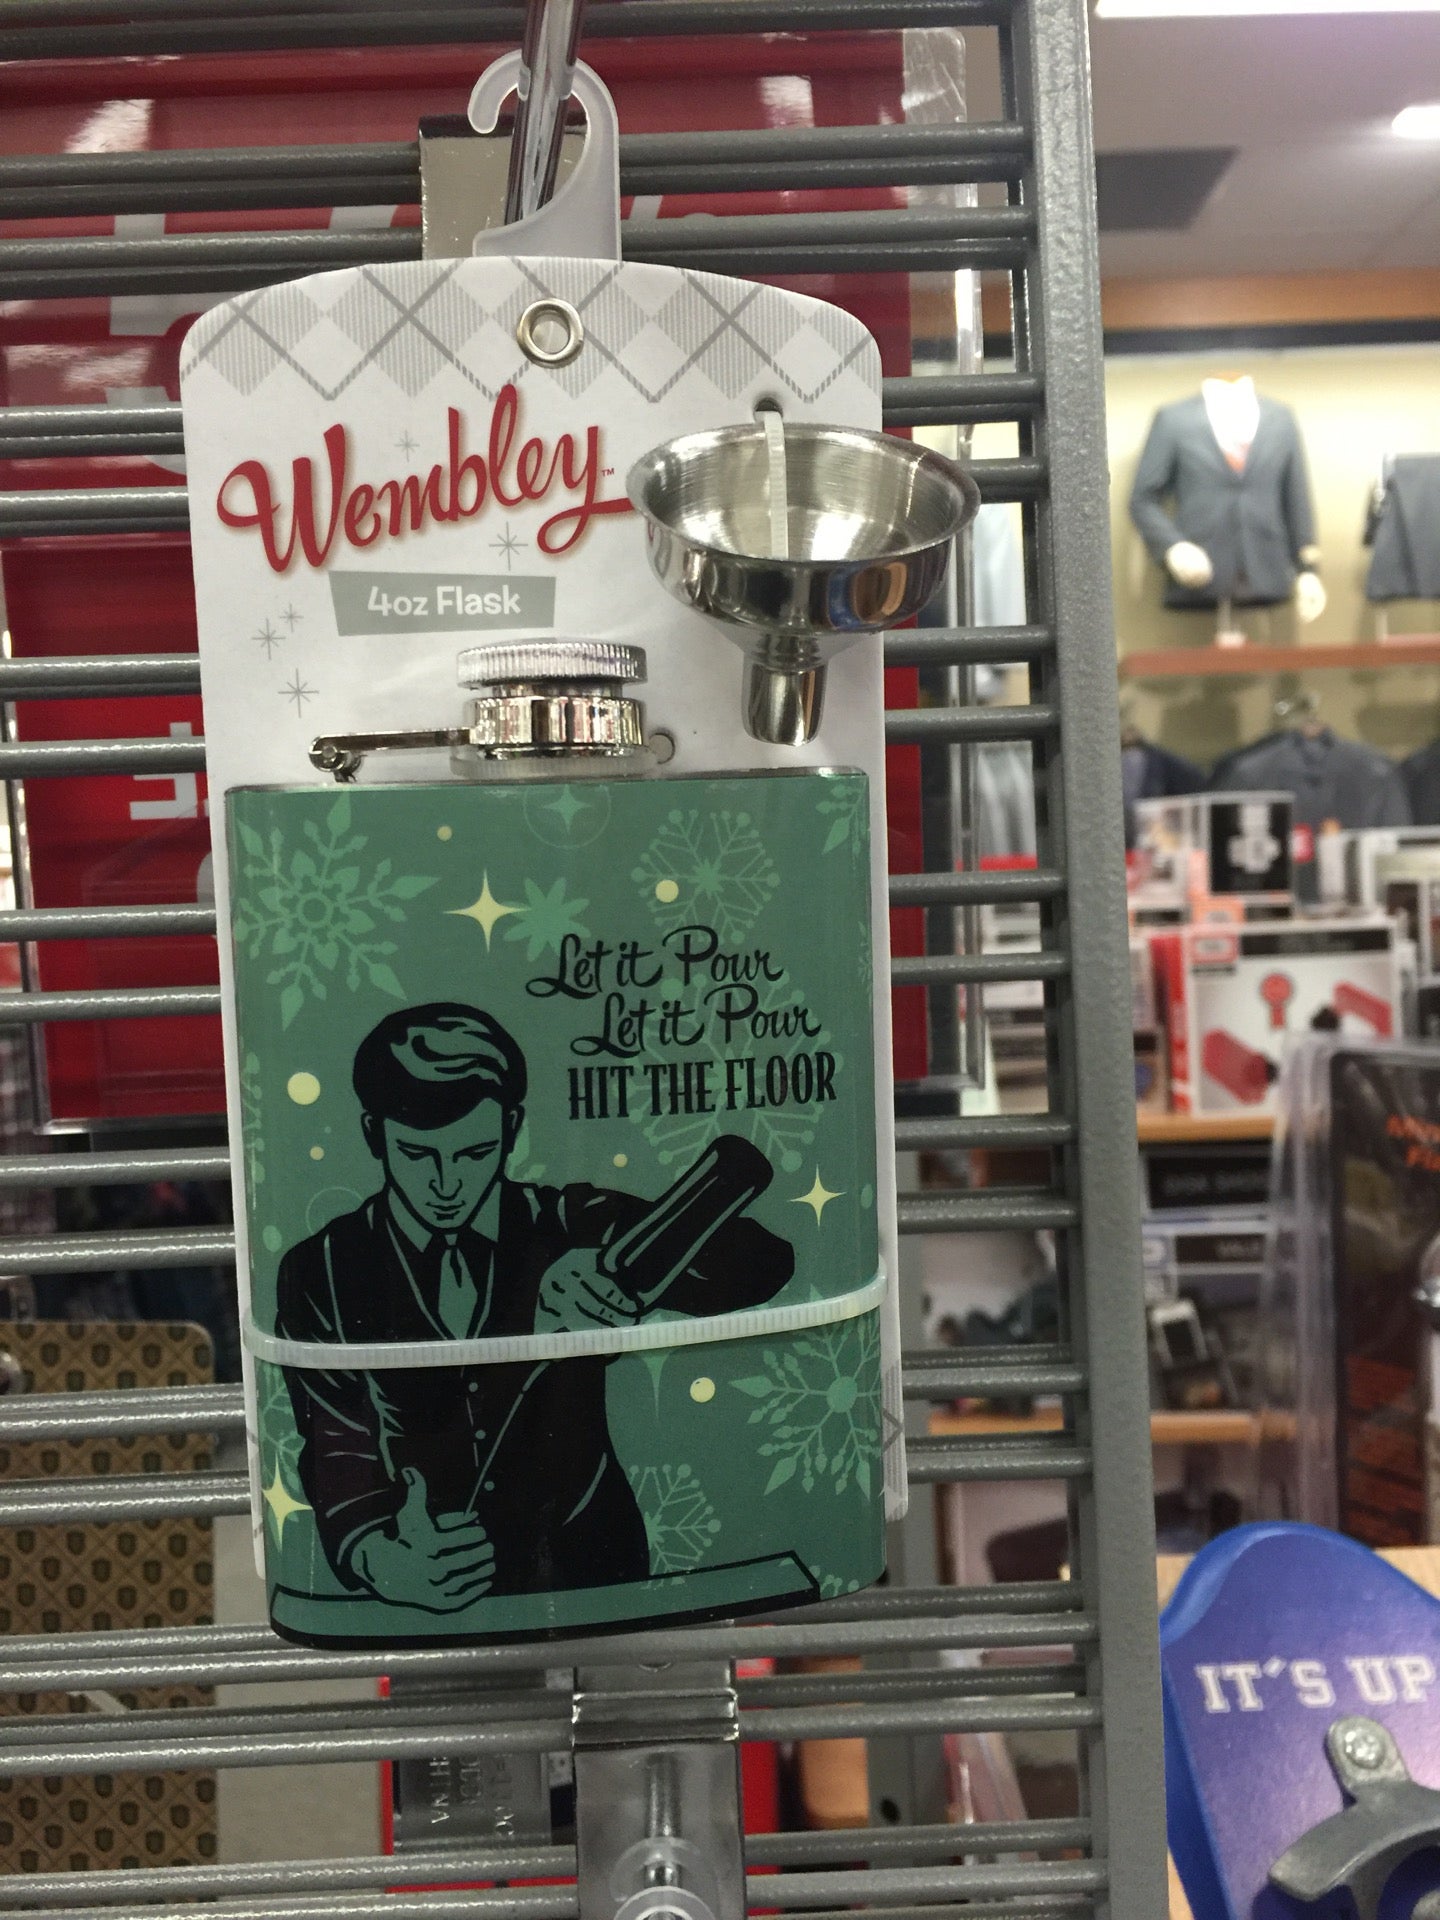 Wembley™
4oz Flask
Let it Pour
Let it Pour
HIT THE FLOOR
IT´S UP